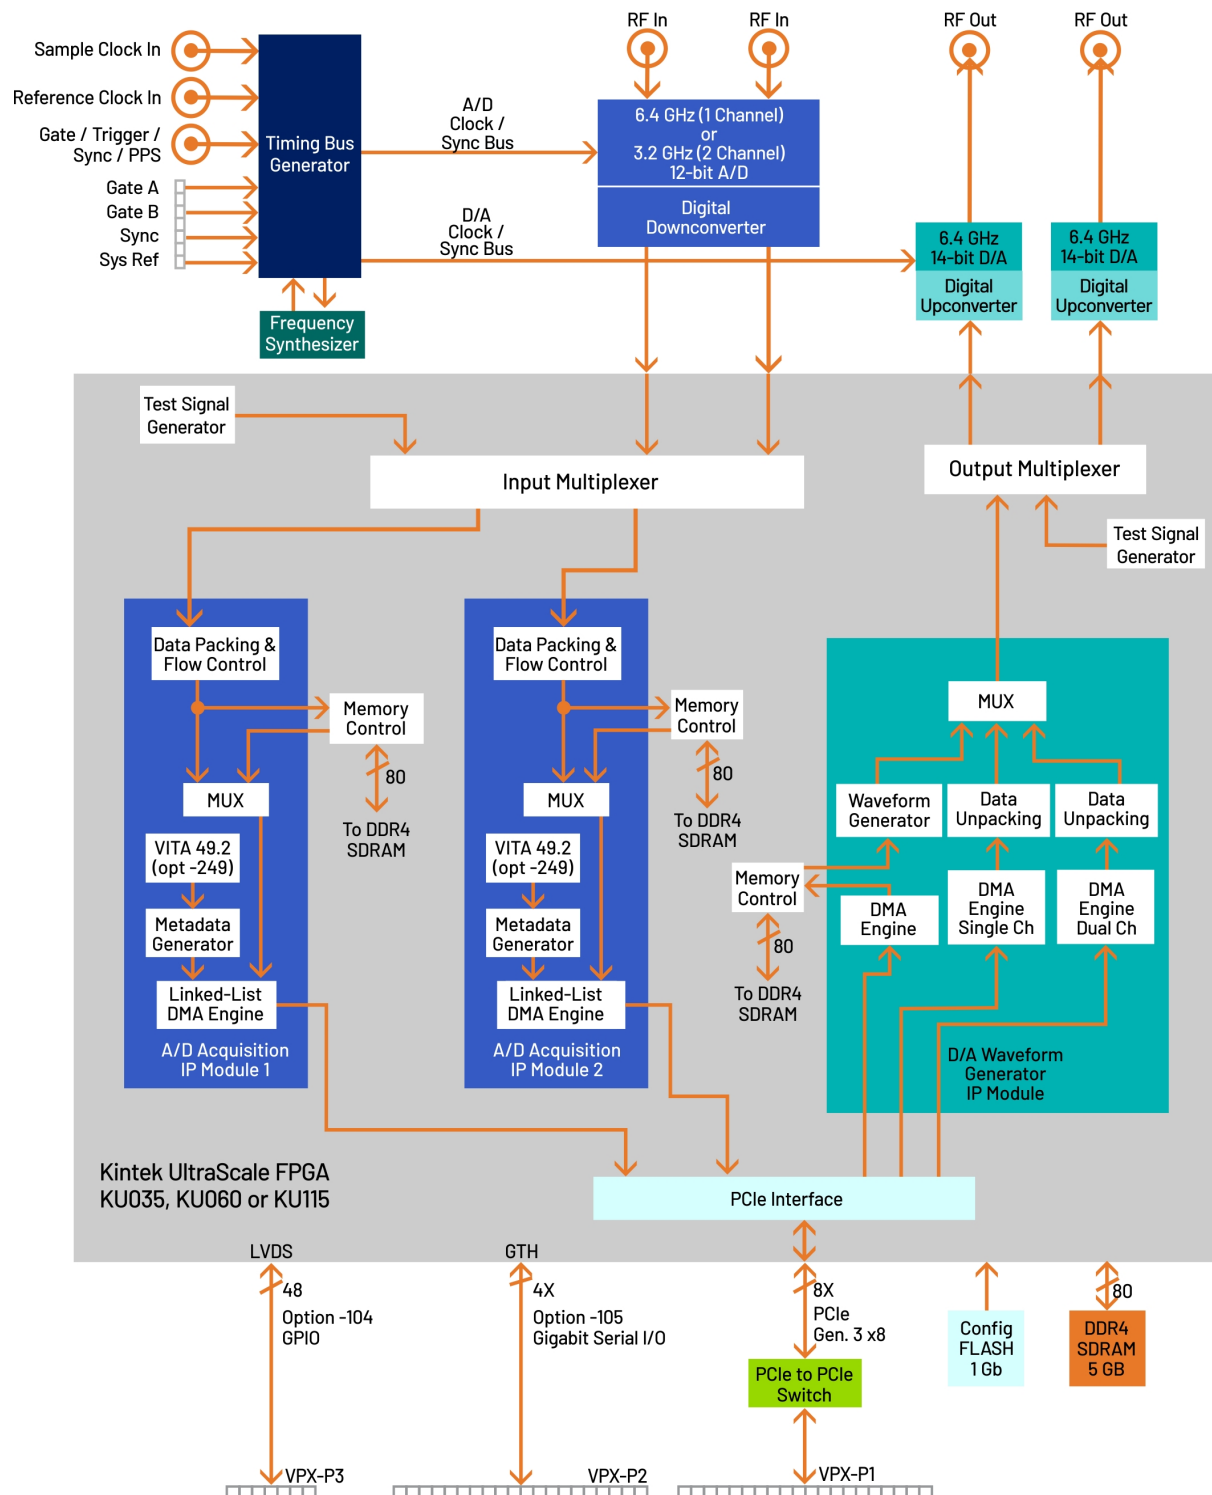 RF In
RF In
RF Out
RF Out
Sample Clock In
Reference Clock In
Gate / Trigger /
Sync / PPS
Gate A
Gate B
Sync
Sys Ref
Timing Bus
Generator
A/D
Clock /
Sync Bus
D/A
Clock /
Sync Bus
6.4 GHz (1 Channel)
or
3.2 GHz (2 Channel)
12-bit A/D
Digital
Downconverter
6.4 GHz
14-bit D/A
Digital
Upconverter
6.4 GHz
14-bit D/A
Digital
Upconverter
Frequency
Synthesizer
Test Signal
Generator
Input Multiplexer
Output Multiplexer
Test Signal
Generator
Data Packing &
Flow Control
Memory
Control
80
To DDR4
SDRAM
MUX
VITA 49.2
(opt -249)
Metadata
Generator
Linked-List
DMA Engine
A/D Acquisition
IP Module 1
Data Packing &
Flow Control
Memory
Control
80
To DDR4
SDRAM
MUX
VITA 49.2
(opt -249)
Metadata
Generator
Linked-List
DMA Engine
A/D Acquisition
IP Module 2
MUX
Waveform
Generator
Data
Unpacking
Data
Unpacking
Memory
Control
80
To DDR4
SDRAM
DMA
Engine
DMA
Engine
Single Ch
DMA
Engine
Dual Ch
D/A Waveform
Generator
IP Module
Kintek UltraScale FPGA
KU035, KU060 or KU115
PCIe Interface
LVDS
48
Option -104
GPIO
GTH
4X
Option -105
Gigabit Serial I/O
8X
PCIe
Gen. 3 x8
PCIe to PCIe
Switch
Config
FLASH
1 Gb
80
DDR4
SDRAM
5 GB
VPX-P3
VPX-P2
VPX-P1